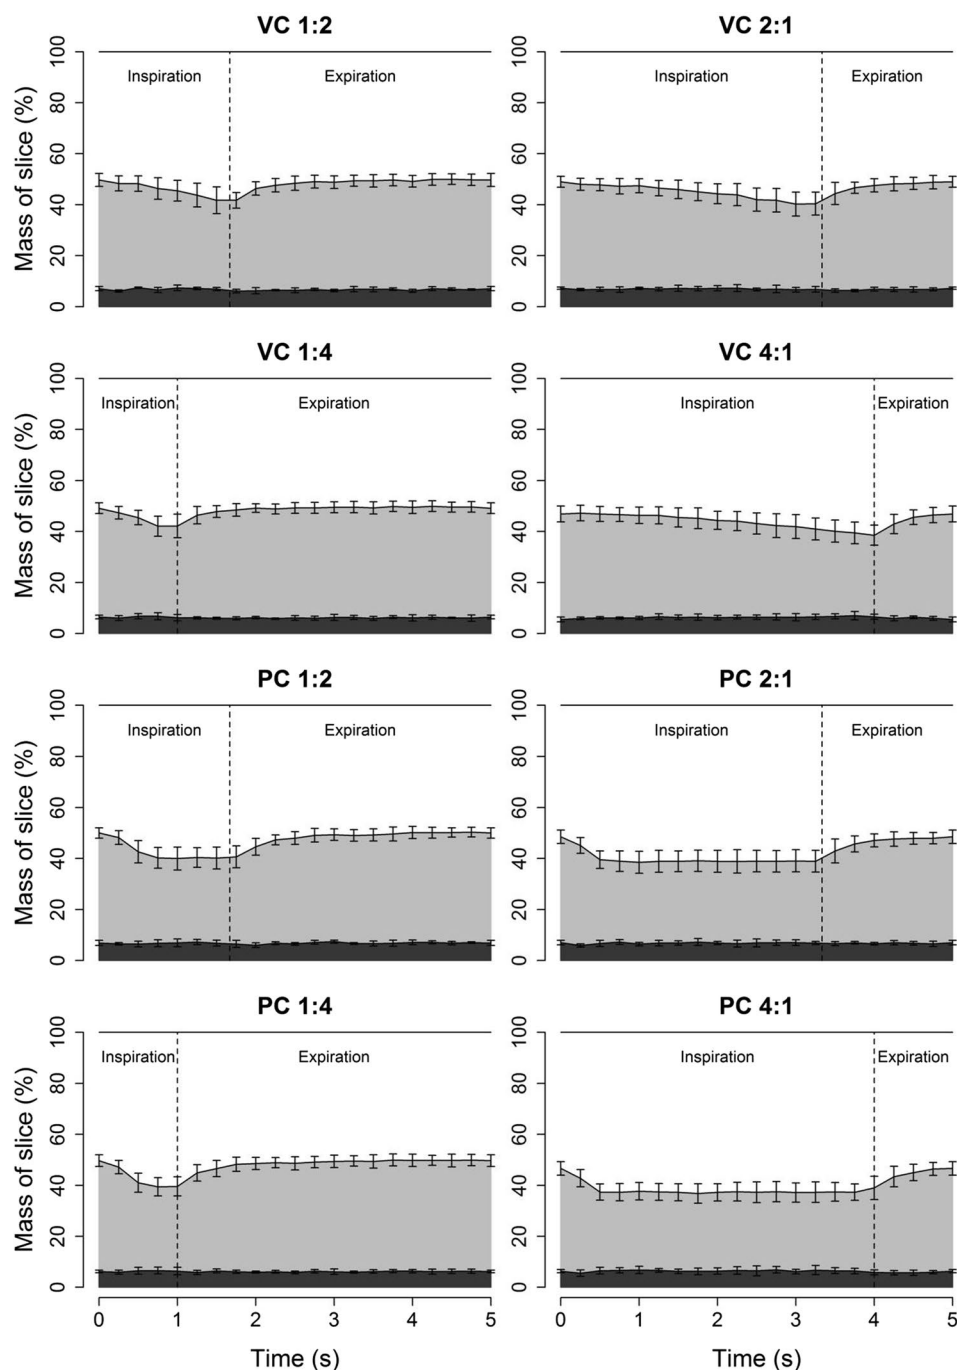 VC 1:2
VC 2:1
Mass of slice (%)
100
80
60
40
20
0
Inspiration
Expiration
100
80
60
40
20
0
Inspiration
Expiration
VC 1:4
VC 4:1
Mass of slice (%)
100
80
60
40
20
0
Inspiration
Expiration
100
80
60
40
20
0
Inspiration
Expiration
PC 1:2
PC 2:1
Mass of slice (%)
100
80
60
40
20
0
Inspiration
Expiration
100
80
60
40
20
0
Inspiration
Expiration
PC 1:4
PC 4:1
Mass of slice (%)
100
80
60
40
20
0
Inspiration
Expiration
100
80
60
40
20
0
Inspiration
Expiration
0 1 2 3 4 5
0 1 2 3 4 5
Time (s)
Time (s)